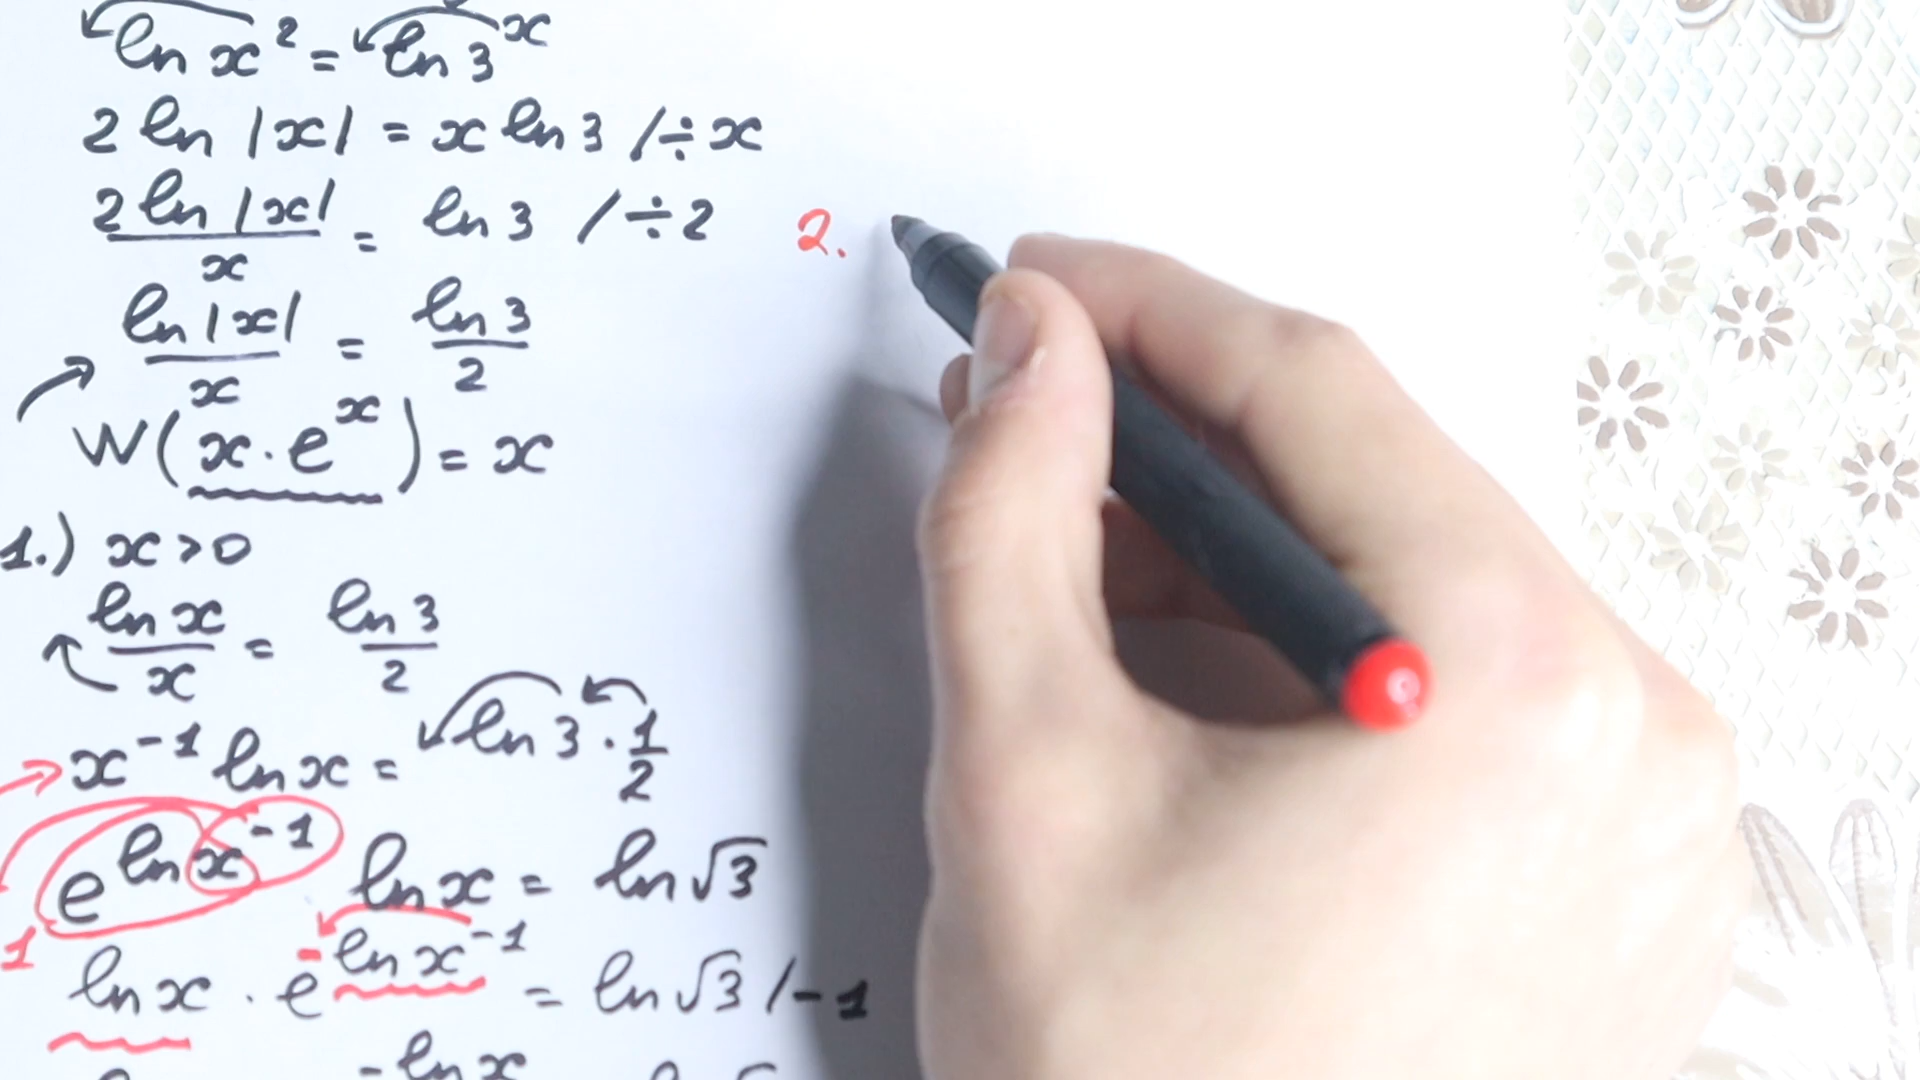 ln x² = ln 3^x
2 ln |x| = x ln 3 /÷x
2 ln |x| / x = ln 3 /÷2
ln |x| / x = ln 3 / 2
W(x · e^x) = x
1.) x > 0
ln x / x = ln 3 / 2
x^-1 ln x = ln 3 · 1/2
e^(ln x^-1) ln x = ln √3
1
ln x · e^(- ln x^-1) = ln √3 /-1
- ln x
2.